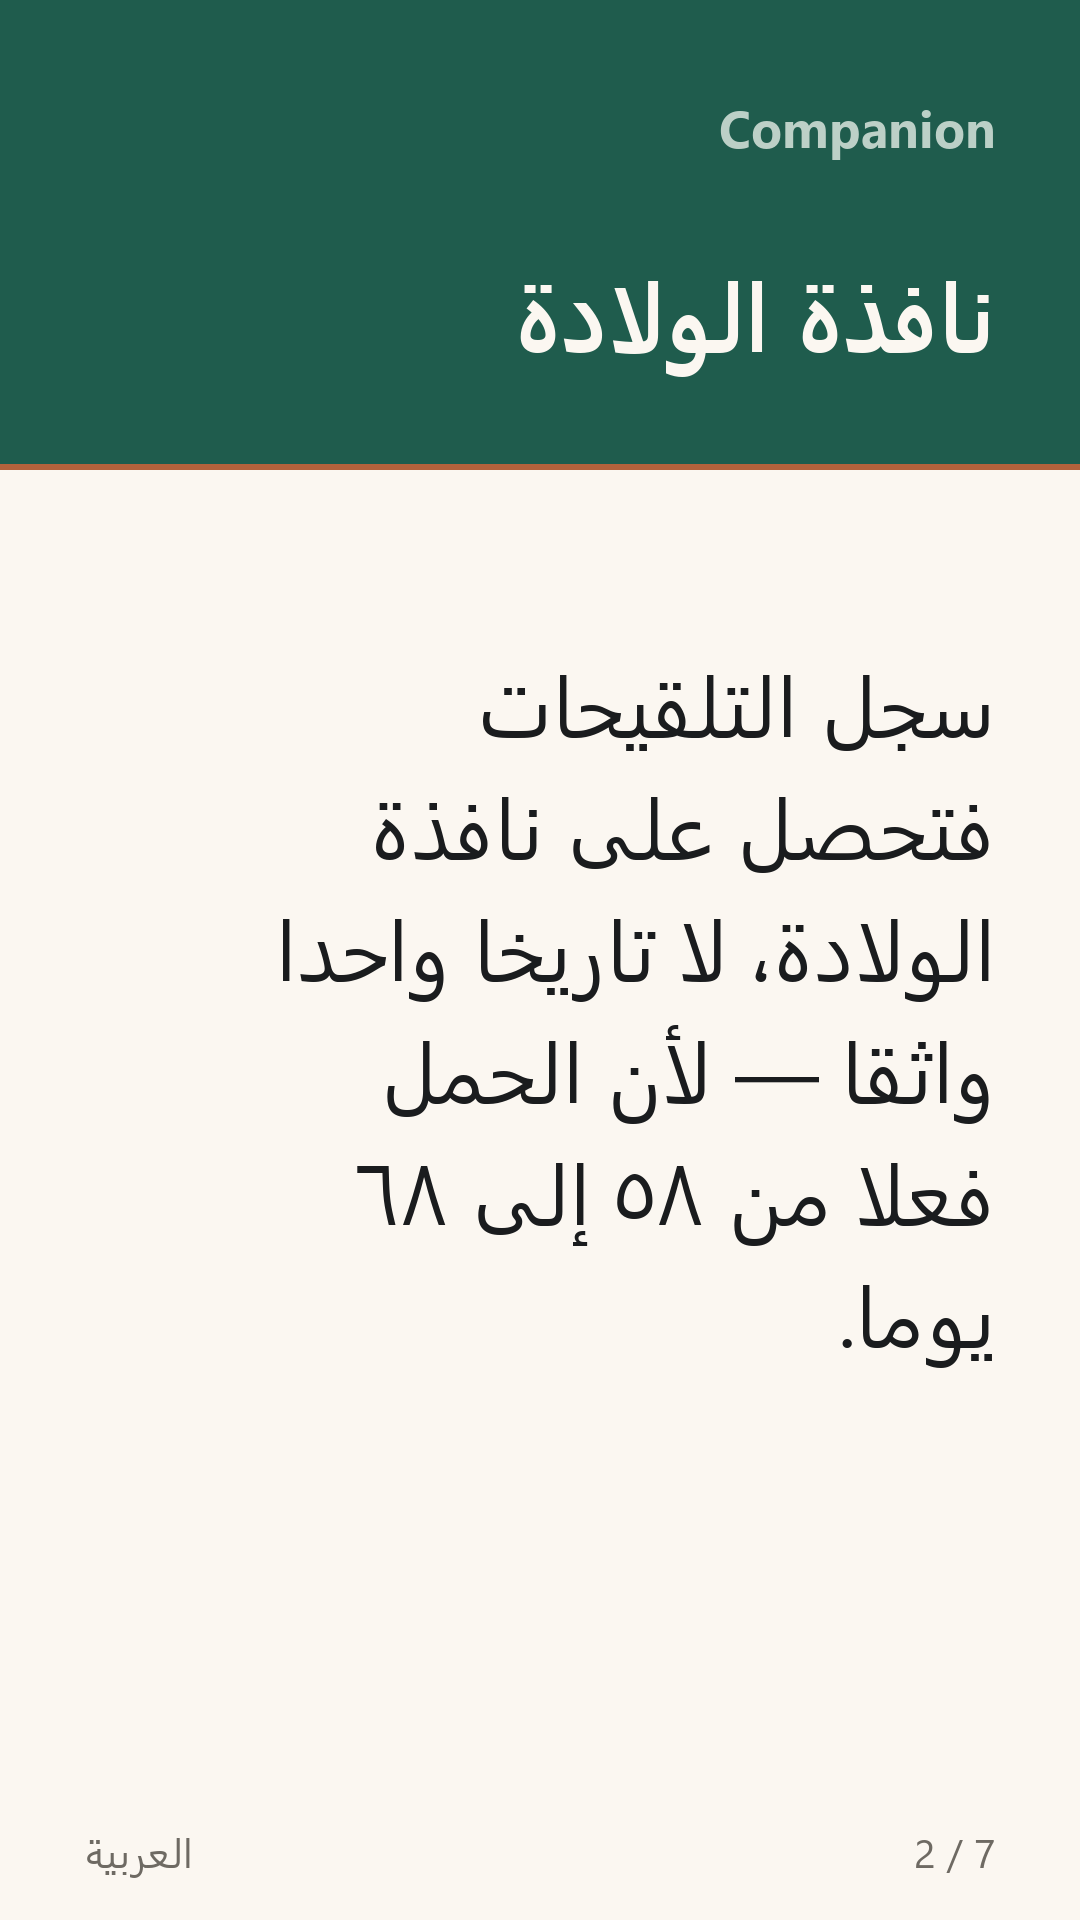 Companion
نافذة الولادة
سجل التلقيحات
فتحصل على نافذة
الولادة، لا تاريخا واحدا
واثقا — لأن الحمل
فعلا من ٥٨ إلى ٦٨
يوما.
2 / 7
العربية